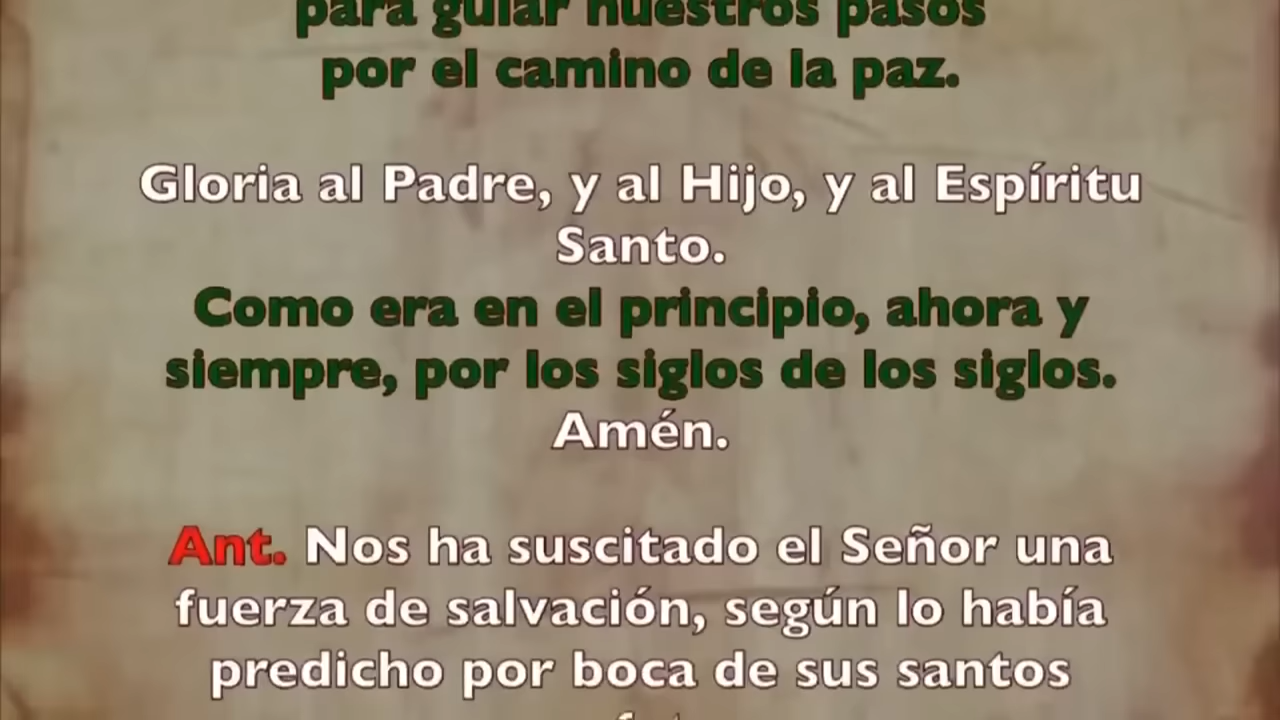 para guiar nuestros pasos
por el camino de la paz.
Gloria al Padre, y al Hijo, y al Espíritu
Santo.
Como era en el principio, ahora y
siempre, por los siglos de los siglos.
Amén.
Ant. Nos ha suscitado el Señor una
fuerza de salvación, según lo había
predicho por boca de sus santos